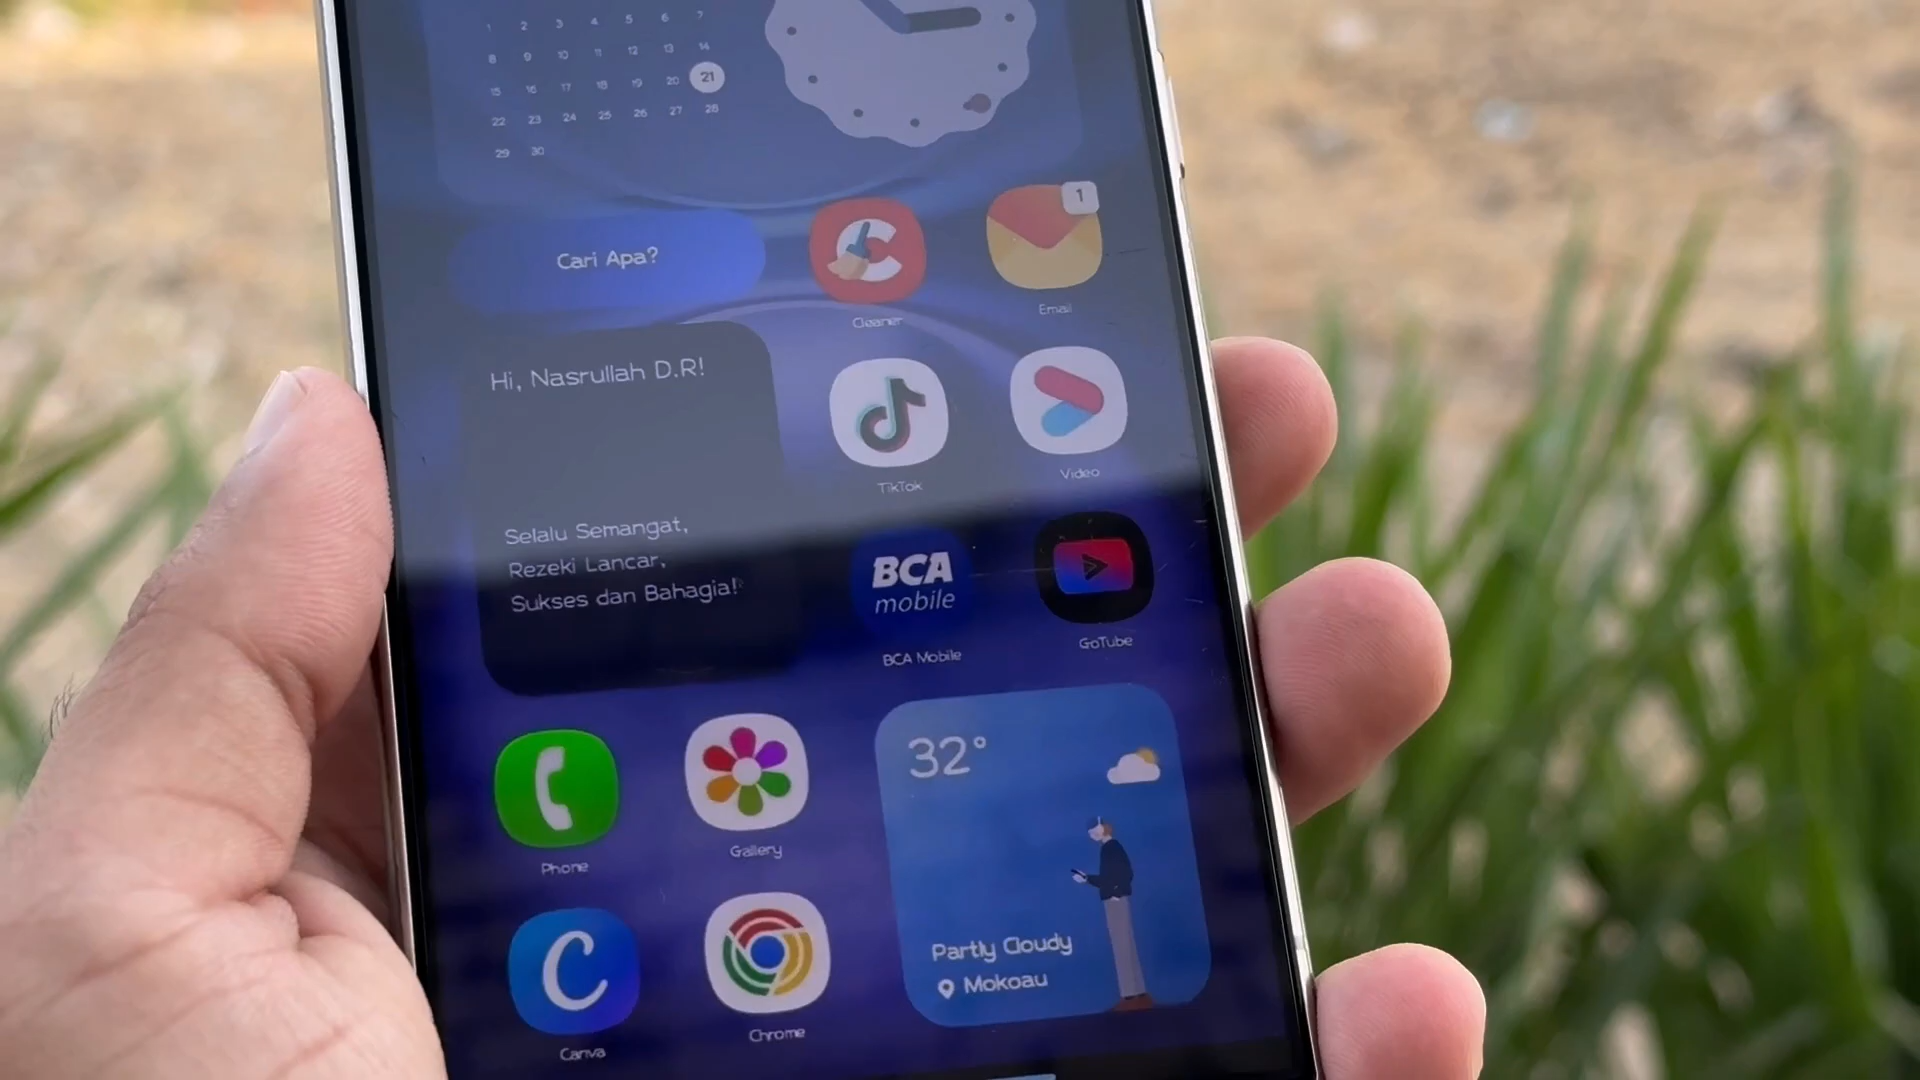 1 2 3 4 5 6 7
8 9 10 11 12 13 14
15 16 17 18 19 20 21
22 23 24 25 26 27 28
29 30
Cari Apa?
Cleaner
1
Email
Hi, Nasrullah D.R!
TikTok
Video
Selalu Semangat,
Rezeki Lancar,
Sukses dan Bahagia!
BCA
mobile
BCA Mobile
GoTube
Phone
Gallery
32°
Partly Cloudy
Mokoau
C
Canva
Chrome